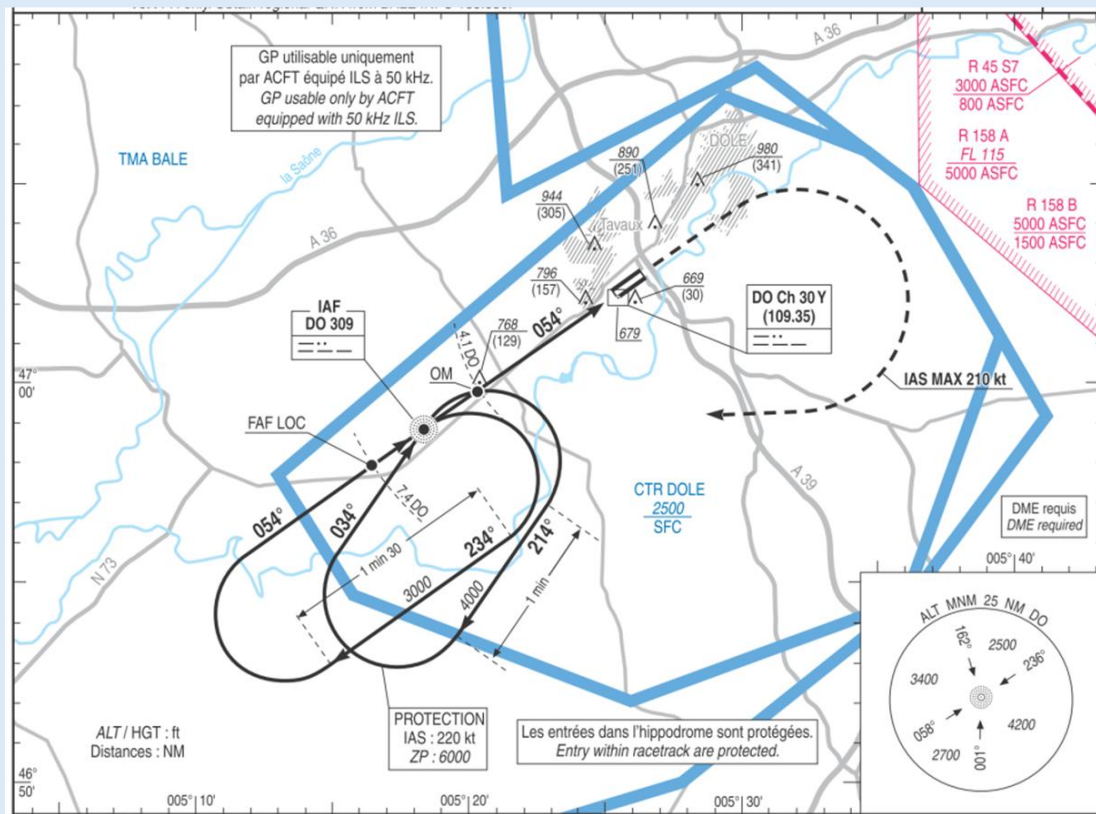 GP utilisable uniquement
par ACFT équipé ILS à 50 kHz.
GP usable only by ACFT
equipped with 50 kHz ILS.
A 36
R 45 S7
3000 ASFC
800 ASFC
R 158 A
FL 115
5000 ASFC
R 158 B
5000 ASFC
1500 ASFC
TMA BALE
la Saône
DOLE
890
(251)
980
(341)
944
(305)
Tavaux
A 36
796
(157)
669
(30)
679
DO Ch 30 Y
(109.35)
IAF
DO 309
4.1 DO
768
(129)
054°
OM
47°
00'
IAS MAX 210 kt
FAF LOC
7.4 DO
A 39
CTR DOLE
2500
SFC
DME requis
DME required
054°
034°
234°
214°
1 min 30
3000
4000
1 min
N 73
005° 40'
ALT MNM 25 NM DO
162°
2500
236°
3400
4200
058°
2700
001°
PROTECTION
IAS : 220 kt
ZP : 6000
Les entrées dans l'hippodrome sont protégées.
Entry within racetrack are protected.
ALT / HGT : ft
Distances : NM
46°
50'
005° 10'
005° 20'
005° 30'